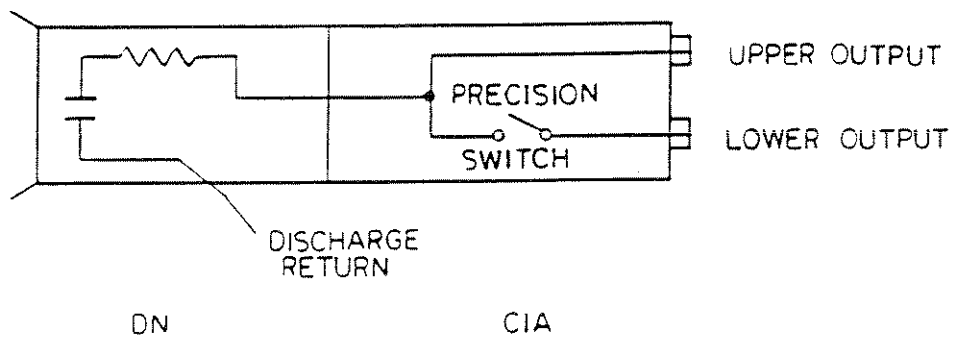 UPPER OUTPUT
PRECISION
LOWER OUTPUT
SWITCH
DISCHARGE
RETURN
DN
CIA